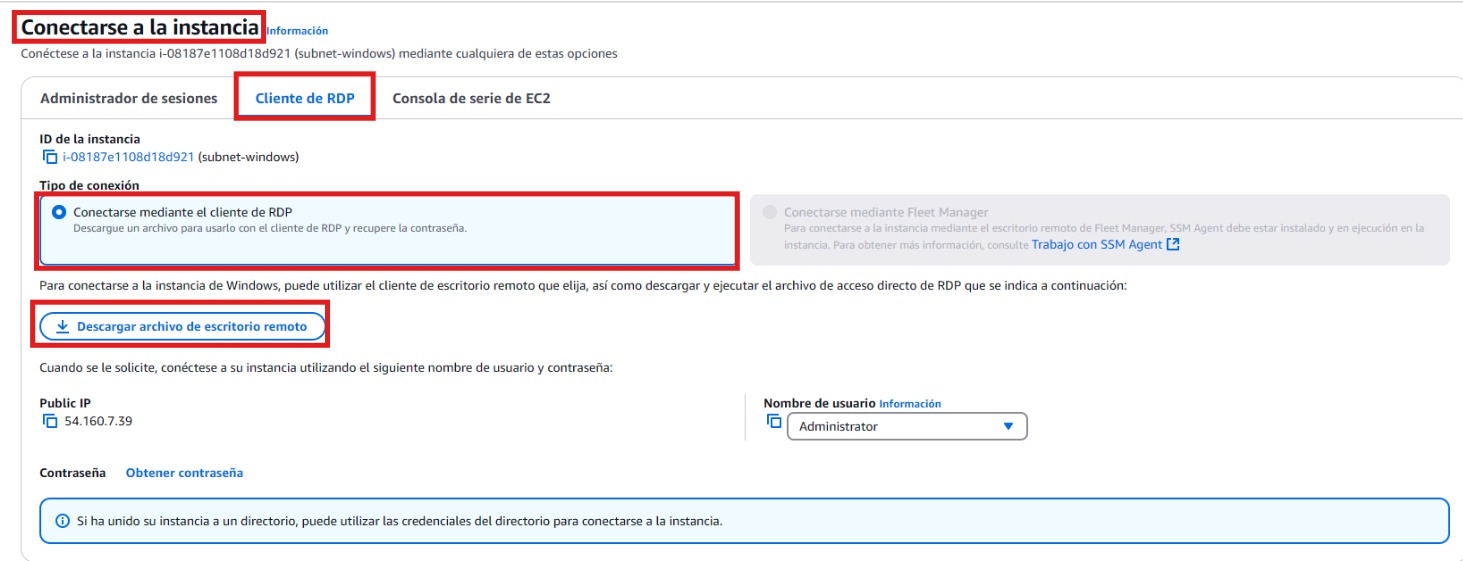 Conectarse a la instancia Información
Conéctese a la instancia i-08187e1108d18d921 (subnet-windows) mediante cualquiera de estas opciones
Administrador de sesiones Cliente de RDP Consola de serie de EC2
ID de la instancia
i-08187e1108d18d921 (subnet-windows)
Tipo de conexión
Conectarse mediante el cliente de RDP
Descargue un archivo para usarlo con el cliente de RDP y recupere la contraseña.
Conectarse mediante Fleet Manager
Para conectarse a la instancia mediante el escritorio remoto de Fleet Manager, SSM Agent debe estar instalado y en ejecución en la
instancia. Para obtener más información, consulte Trabajo con SSM Agent
Para conectarse a la instancia de Windows, puede utilizar el cliente de escritorio remoto que elija, así como descargar y ejecutar el archivo de acceso directo de RDP que se indica a continuación:
Descargar archivo de escritorio remoto
Cuando se le solicite, conéctese a su instancia utilizando el siguiente nombre de usuario y contraseña:
Public IP
54.160.7.39
Nombre de usuario Información
Administrator
Contraseña Obtener contraseña
Si ha unido su instancia a un directorio, puede utilizar las credenciales del directorio para conectarse a la instancia.